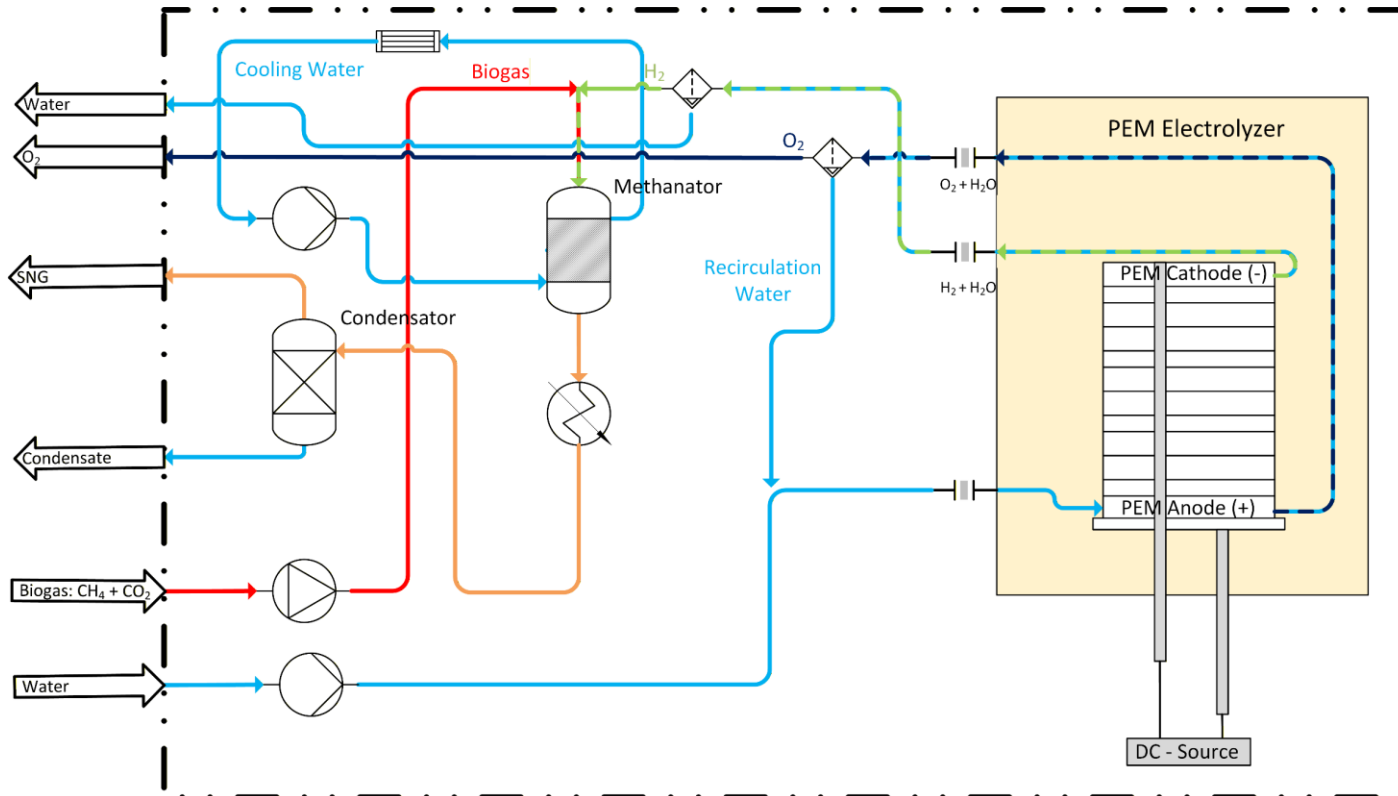 Cooling Water
Biogas
H₂
Water
O₂
O₂
PEM Electrolyzer
O₂ + H₂O
Methanator
SNG
Recirculation
Water
H₂ + H₂O
PEM Cathode (-)
Condensator
Condensate
PEM Anode (+)
Biogas: CH₄ + CO₂
Water
DC - Source